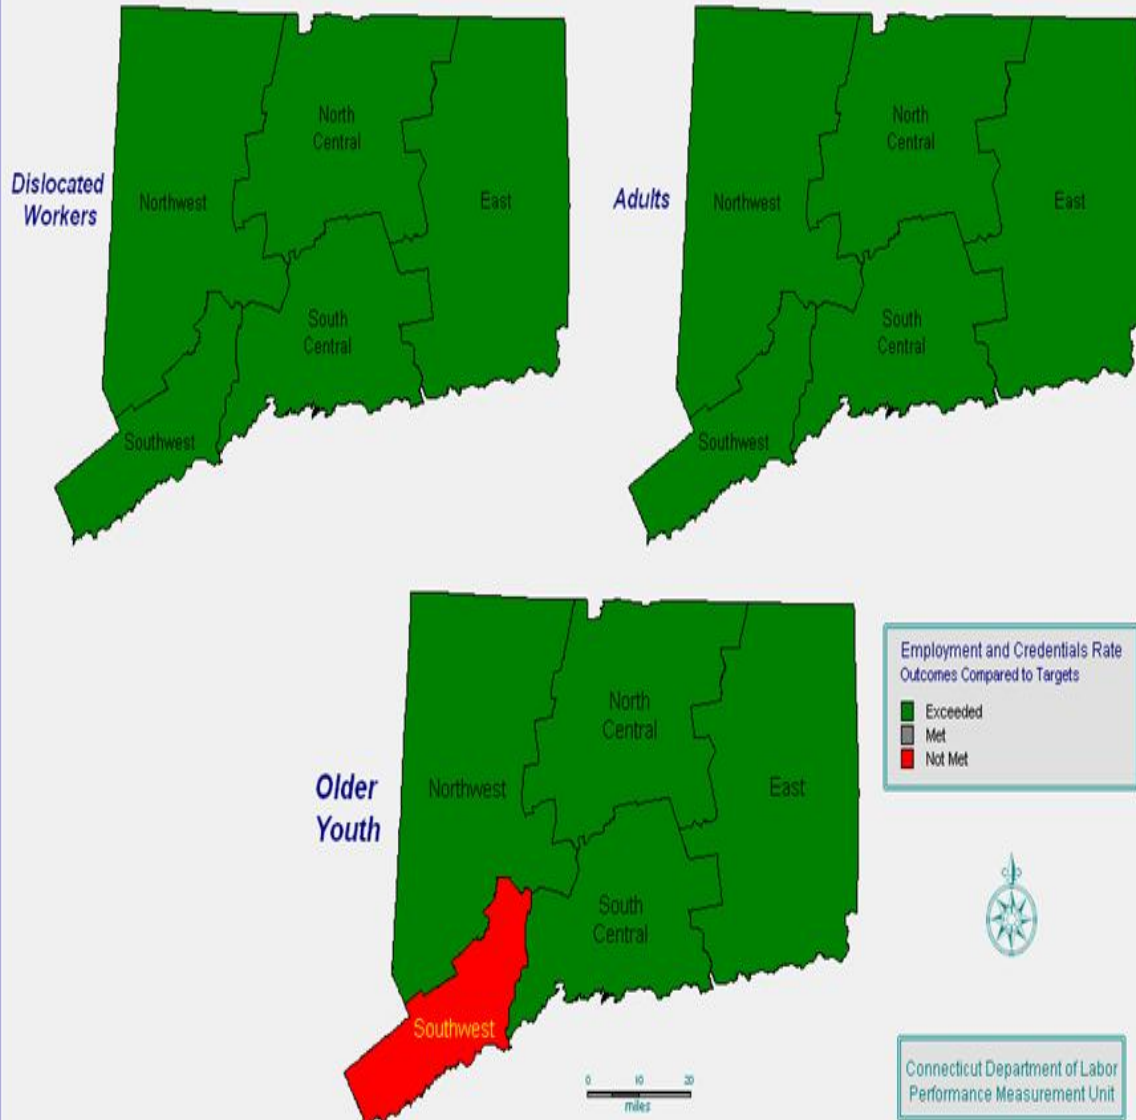 Dislocated
Workers
Northwest
North
Central
East
South
Central
Southwest
Adults
Northwest
North
Central
East
South
Central
Southwest
Older
Youth
Northwest
North
Central
East
South
Central
Southwest
Employment and Credentials Rate
Outcomes Compared to Targets
Exceeded
Met
Not Met
0 10 20
miles
Connecticut Department of Labor
Performance Measurement Unit